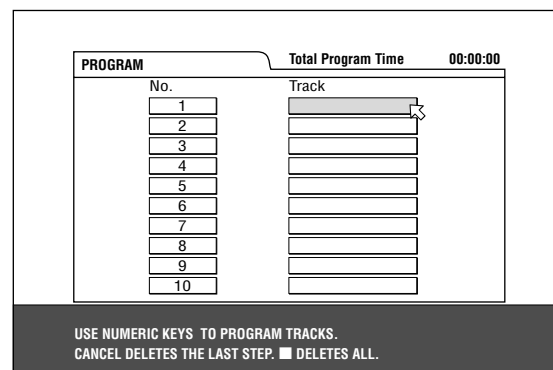 PROGRAM Total Program Time 00:00:00
No. Track
1
2
3
4
5
6
7
8
9
10
USE NUMERIC KEYS TO PROGRAM TRACKS.
CANCEL DELETES THE LAST STEP. ■ DELETES ALL.